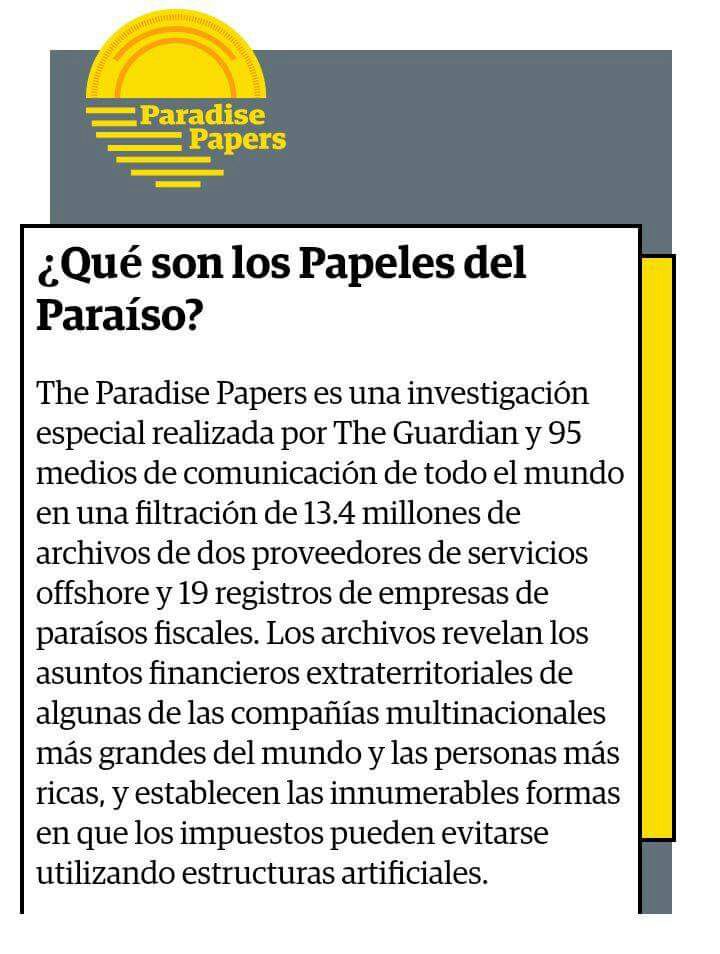 Paradise
Papers
¿Qué son los Papeles del
Paraíso?
The Paradise Papers es una investigación
especial realizada por The Guardian y 95
medios de comunicación de todo el mundo
en una filtración de 13.4 millones de
archivos de dos proveedores de servicios
offshore y 19 registros de empresas de
paraísos fiscales. Los archivos revelan los
asuntos financieros extraterritoriales de
algunas de las compañías multinacionales
más grandes del mundo y las personas más
ricas, y establecen las innumerables formas
en que los impuestos pueden evitarse
utilizando estructuras artificiales.